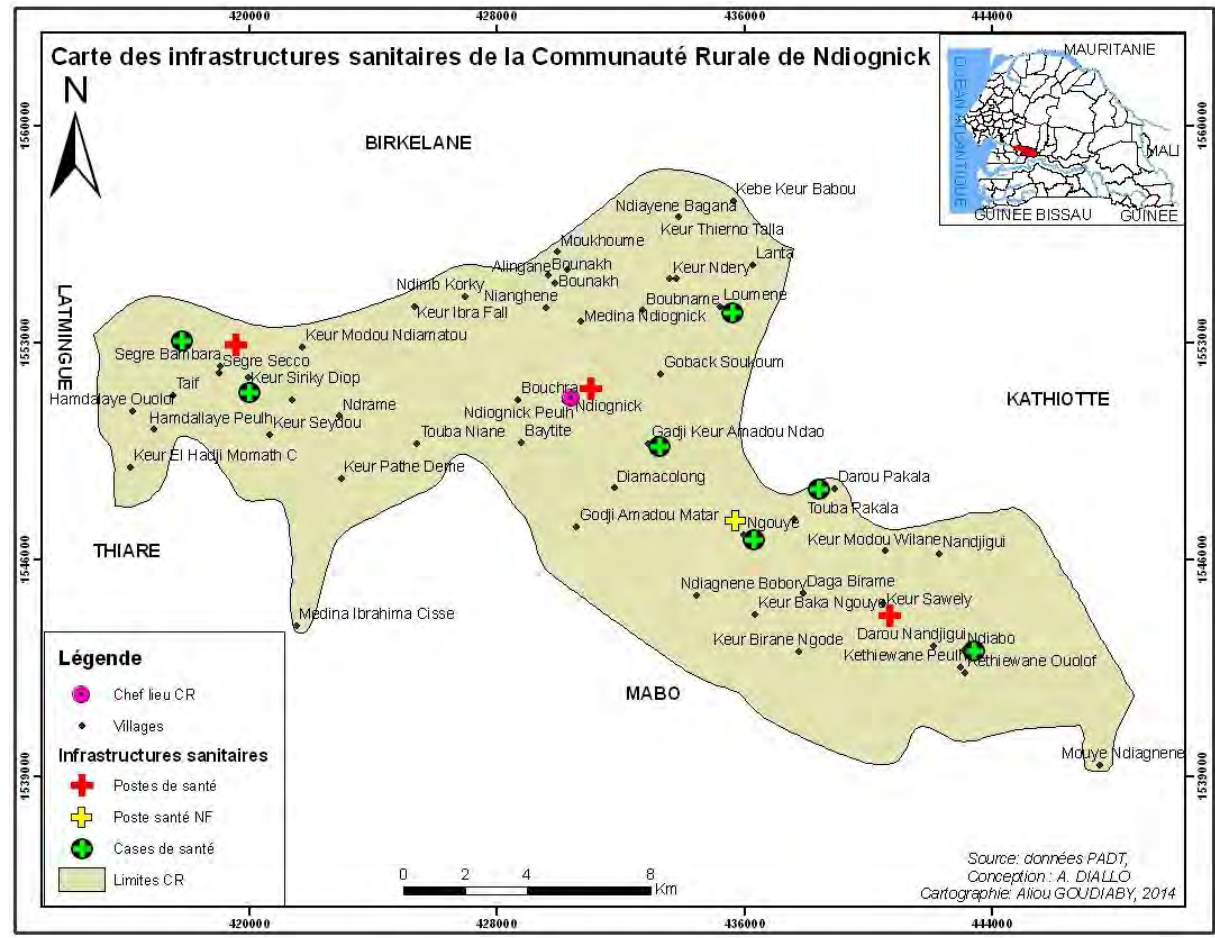 420000
428000
436000
444000
Carte des infrastructures sanitaires de la Communauté Rurale de Ndiognick
MAURITANIE
OCEAN ATLANTIQUE
MALI
GUINEE BISSAU
GUINEE
N
1560000
1560000
BIRKELANE
Kebe Keur Babou
Ndiayene Bagana
Keur Thierno Talla
Moukhoume
Lanta
Alingane
Bounakh
Keur Ndery
Bounakh
Ndimb Korky
Nianghene
Boubname
Loumene
Keur Ibra Fall
Medina Ndiognick
LATMINGUE
1553000
1553000
Keur Modou Ndiamatou
Segre Bambara
Segre Secco
Goback Soukoum
Keur Siriky Diop
Taif
Bouchra
KATHIOTTE
Hamdalaye Ouolof
Ndrame
Ndiognick Peulh
Ndiognick
Hamdallaye Peulh
Keur Seydou
Touba Niane
Baytite
Gadji Keur Amadou Ndao
Keur El Hadji Momath C
Keur Pathe Deme
Diamacolong
Darou Pakala
Touba Pakala
Godji Amadou Matar
Ngouye
THIARE
Keur Modou Wilane
Nandjigui
1546000
1546000
Ndiagnene Bobory
Daga Birame
Keur Baka Ngouye
Keur Sawely
Medina Ibrahima Cisse
Keur Birane Ngode
Darou Nandjigui
Ndiabo
Kethiewane Peulh
Kethiewane Ouolof
MABO
Mouye Ndiagnene
1539000
1539000
Légende
Chef lieu CR
Villages
Infrastructures sanitaires
Postes de santé
Poste santé NF
Cases de santé
Limites CR
0 2 4 8
Km
Source: données PADT,
Conception : A. DIALLO
Cartographie: Aliou GOUDIABY, 2014
420000
428000
436000
444000